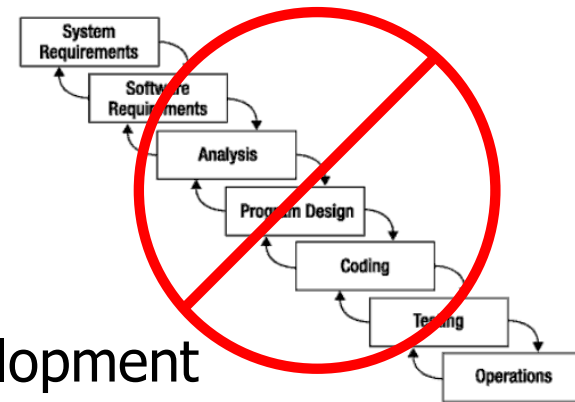 System
Requirements
Software
Requirements
Analysis
Program Design
Coding
Testing
lopment
Operations